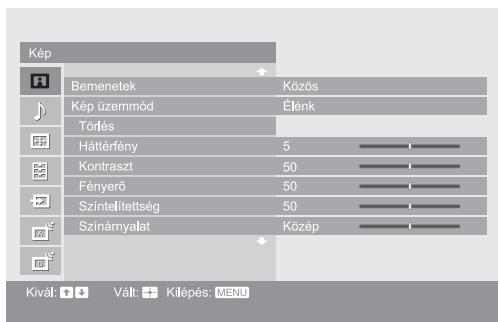 Kép
Bemenetek Közös
Kép üzemmód Élénk
Törlés
Háttérfény 5
Kontraszt 50
Fényerő 50
Színtelítettség 50
Színárnyalat Közép
Kivál: Vált: Kilépés: MENU